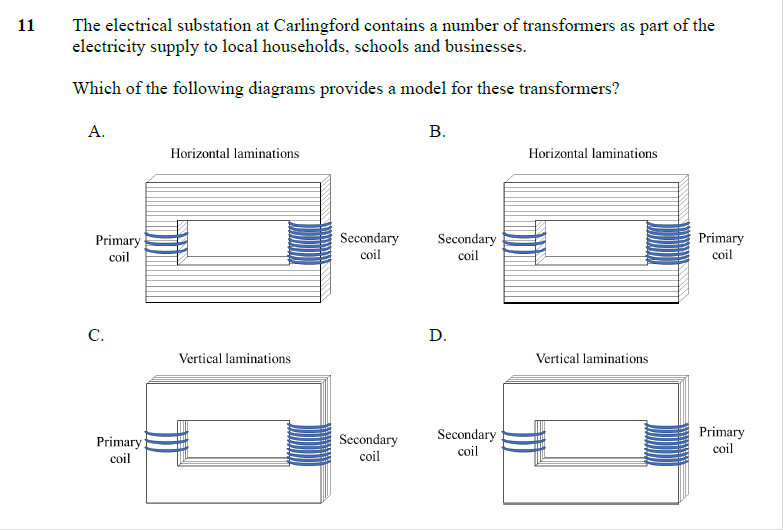 11 The electrical substation at Carlingford contains a number of transformers as part of the
electricity supply to local households, schools and businesses.
Which of the following diagrams provides a model for these transformers?
A.
Horizontal laminations
Primary
coil
Secondary
coil
B.
Horizontal laminations
Secondary
coil
Primary
coil
C.
Vertical laminations
Primary
coil
Secondary
coil
D.
Vertical laminations
Secondary
coil
Primary
coil